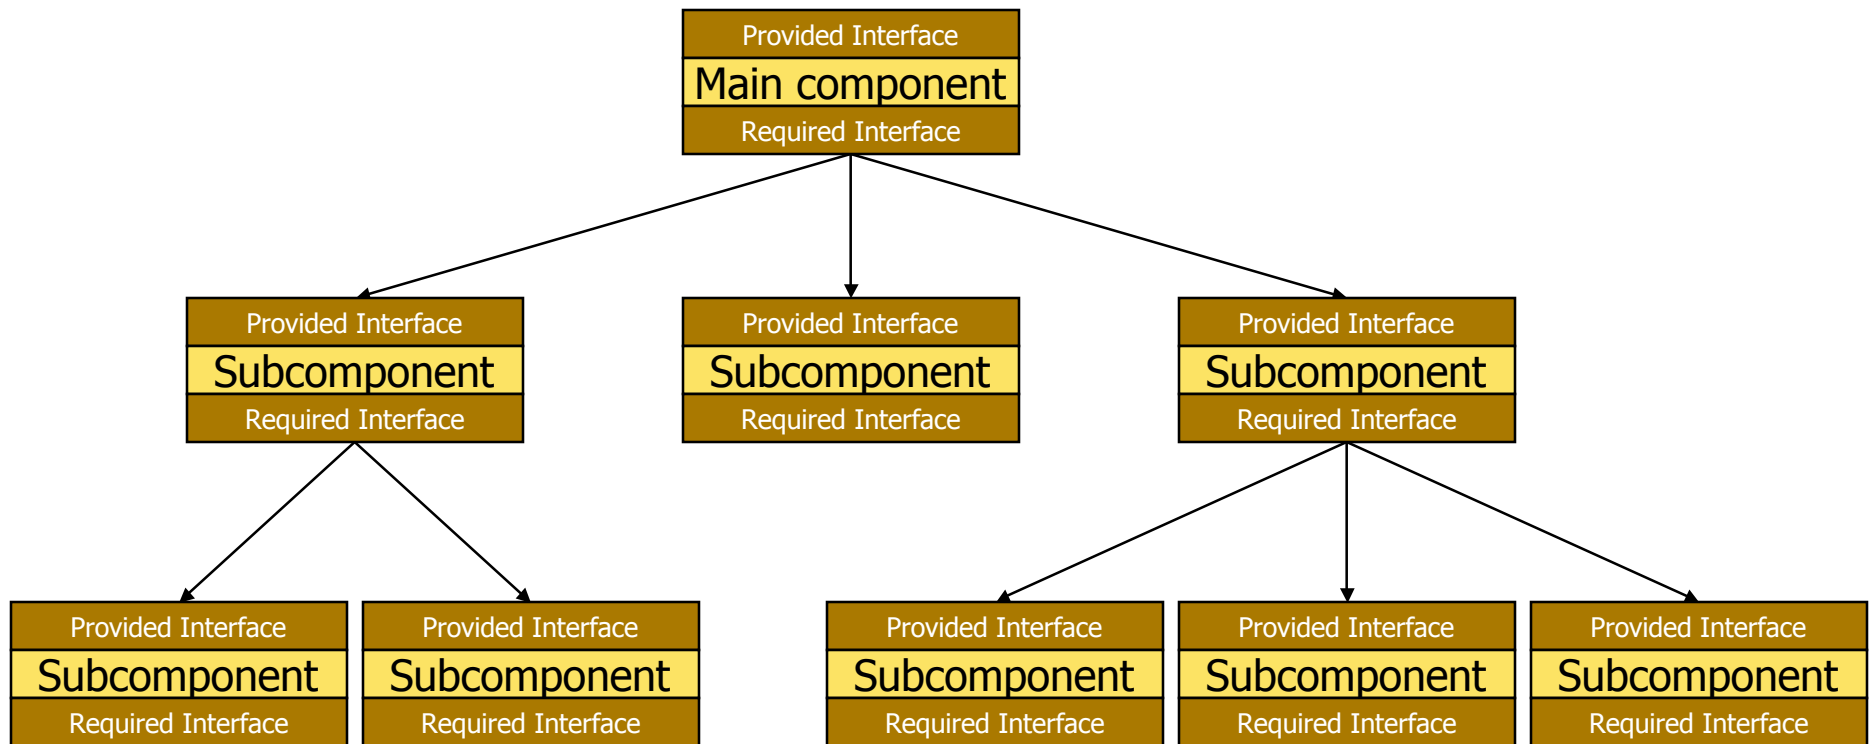 Provided Interface
Main component
Required Interface
Provided Interface
Subcomponent
Required Interface
Provided Interface
Subcomponent
Required Interface
Provided Interface
Subcomponent
Required Interface
Provided Interface
Subcomponent
Required Interface
Provided Interface
Subcomponent
Required Interface
Provided Interface
Subcomponent
Required Interface
Provided Interface
Subcomponent
Required Interface
Provided Interface
Subcomponent
Required Interface